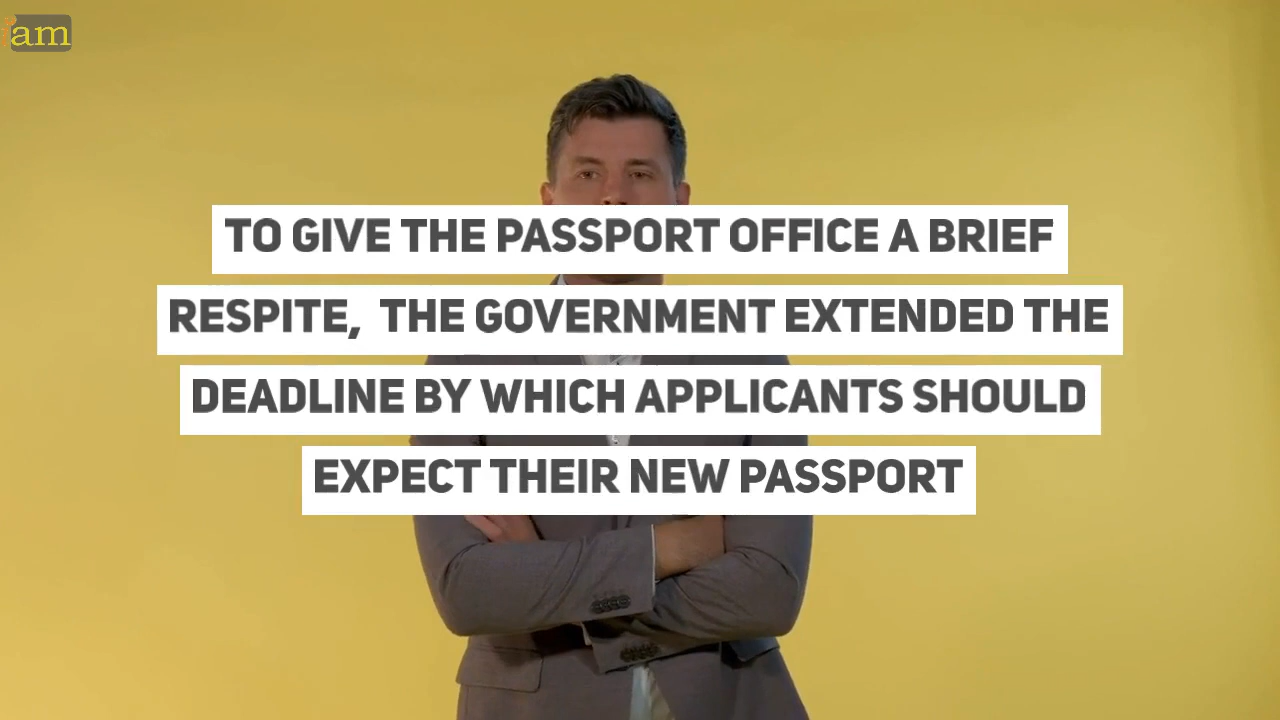 iam
TO GIVE THE PASSPORT OFFICE A BRIEF
RESPITE, THE GOVERNMENT EXTENDED THE
DEADLINE BY WHICH APPLICANTS SHOULD
EXPECT THEIR NEW PASSPORT